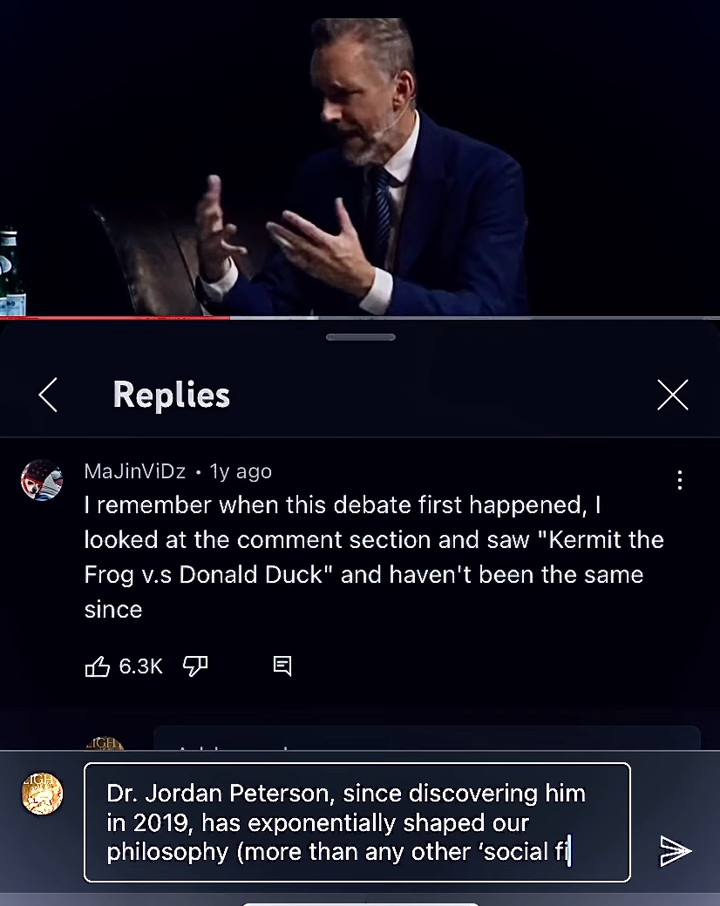 Replies
MaJinViDz • 1y ago
I remember when this debate first happened, I
looked at the comment section and saw "Kermit the
Frog v.s Donald Duck" and haven't been the same
since
6.3K
Dr. Jordan Peterson, since discovering him
in 2019, has exponentially shaped our
philosophy (more than any other ‘social fi